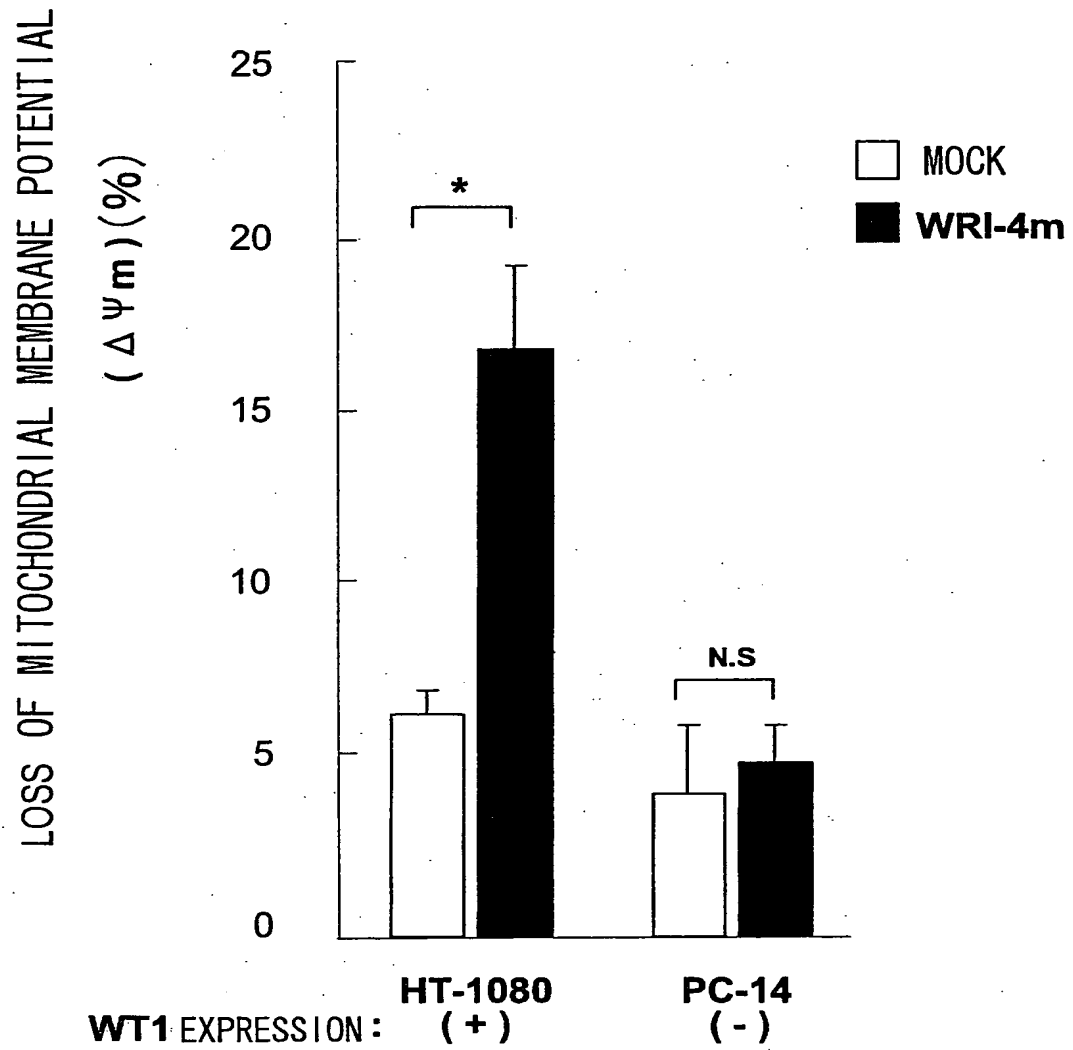 LOSS OF MITOCHONDRIAL MEMBRANE POTENTIAL
(ΔΨm)(%)
25
20
15
10
5
0
*
N.S
MOCK
WRI-4m
HT-1080 PC-14
WT1 EXPRESSION: (+) (-)